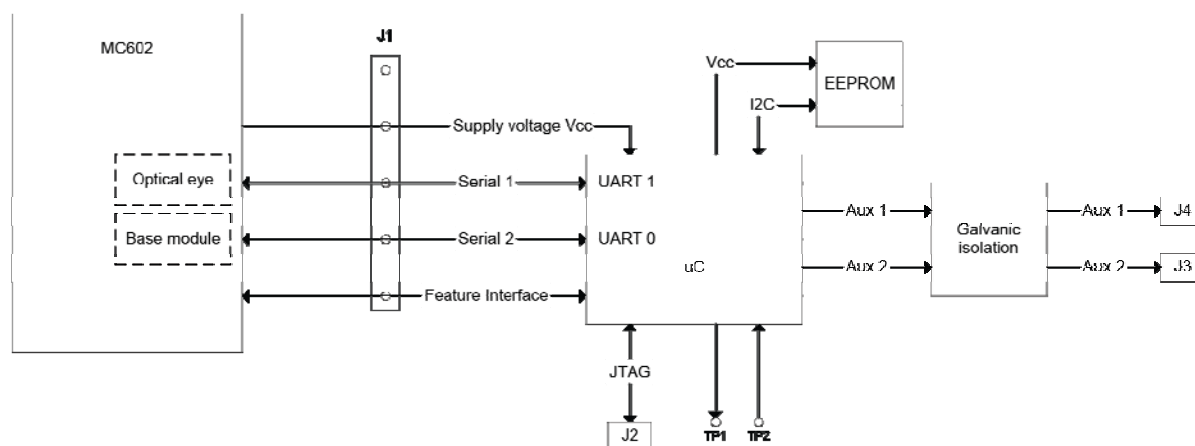 MC602
J1
Vcc
EEPROM
I2C
Supply voltage Vcc
Optical eye
Serial 1
UART 1
Aux 1
Aux 1
J4
Base module
Serial 2
UART 0
Galvanic
isolation
uC
Aux 2
Aux 2
J3
Feature Interface
JTAG
J2
TP1
TP2